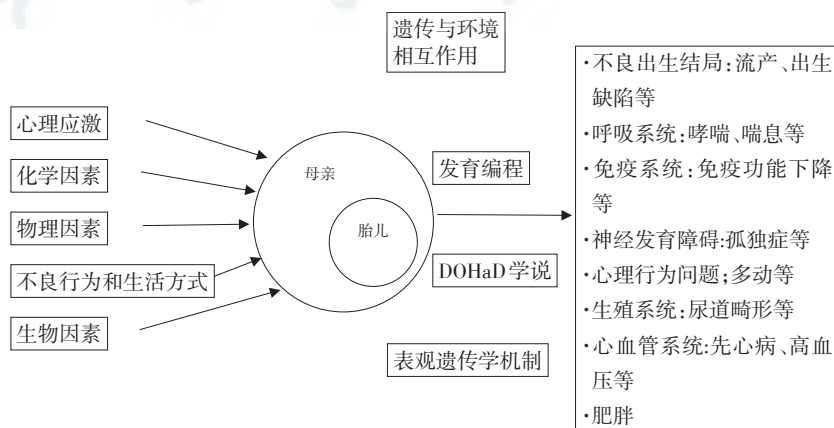 遗传与环境
相互作用
心理应激
化学因素
物理因素
不良行为和生活方式
生物因素
母亲
胎儿
发育编程
DOHaD学说
表观遗传学机制
·不良出生结局:流产、出生
缺陷等
·呼吸系统:哮喘、喘息等
·免疫系统:免疫功能下降
等
·神经发育障碍:孤独症等
·心理行为问题;多动等
·生殖系统:尿道畸形等
·心血管系统:先心病、高血
压等
·肥胖